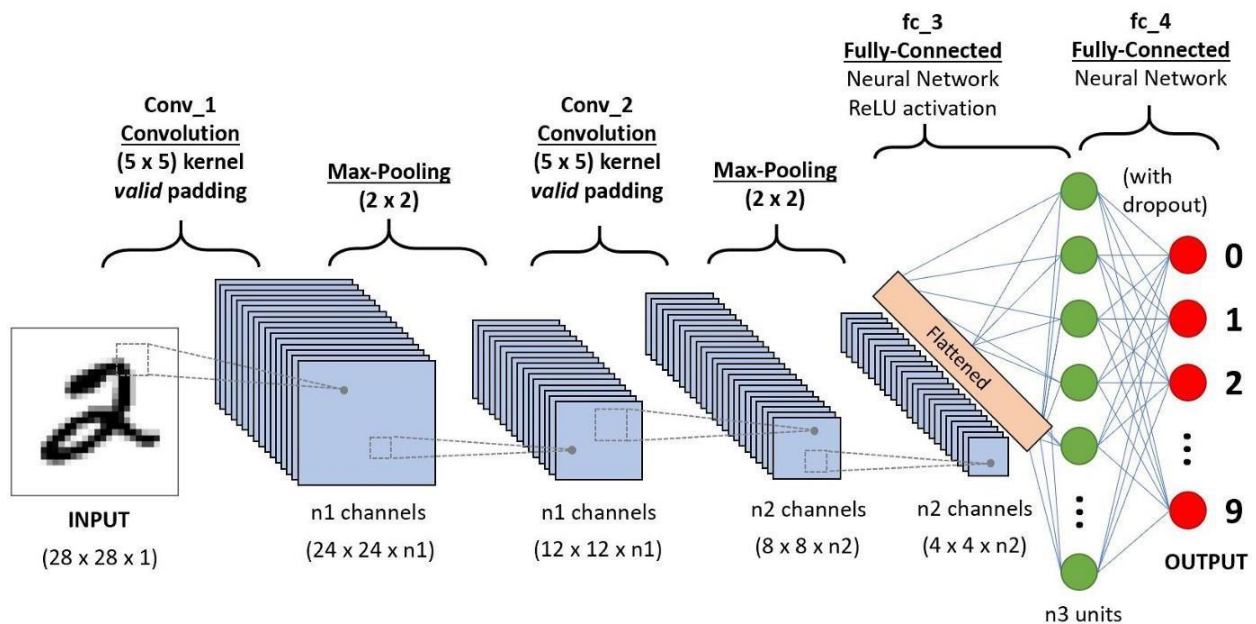 fc_3
Fully-Connected
Neural Network
ReLU activation
fc_4
Fully-Connected
Neural Network
Conv_1
Convolution
(5 x 5) kernel
valid padding
Max-Pooling
(2 x 2)
Conv_2
Convolution
(5 x 5) kernel
valid padding
Max-Pooling
(2 x 2)
(with
dropout)
2
Flattened
0
1
2
9
INPUT
(28 x 28 x 1)
n1 channels
(24 x 24 x n1)
n1 channels
(12 x 12 x n1)
n2 channels
(8 x 8 x n2)
n2 channels
(4 x 4 x n2)
OUTPUT
n3 units